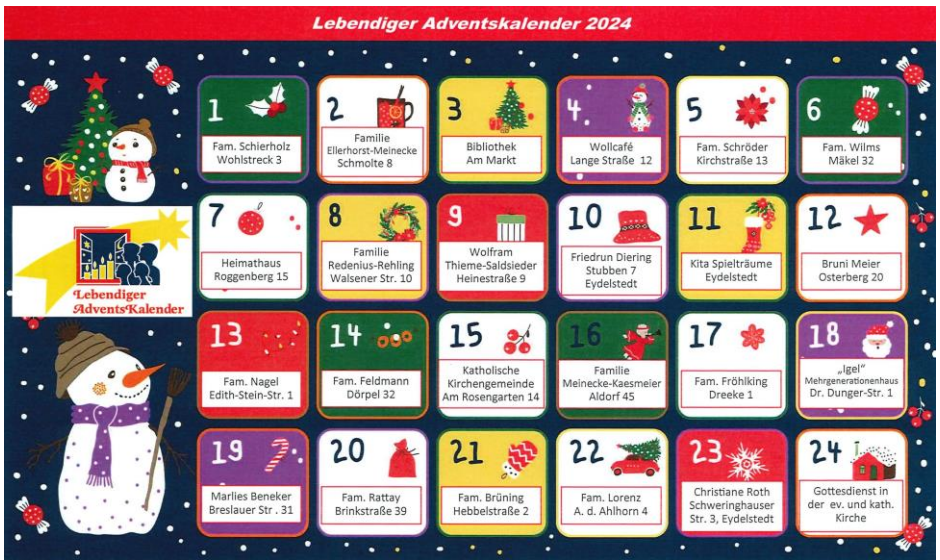 Lebendiger Adventskalender 2024
1
Fam. Schierholz
Wohlstreck 3
2
Familie
Ellerhorst-Meinecke
Schmolte 8
3
Bibliothek
Am Markt
4
Wollcafé
Lange Straße 12
5
Fam. Schröder
Kirchstraße 13
6
Fam. Wilms
Mäkel 32
7
Heimathaus
Roggenberg 15
8
Familie
Redenius-Rehling
Walsener Str. 10
9
Wolfram
Thieme-Saldsieder
Heinestraße 9
10
Friedrun Diering
Stubben 7
Eydelstedt
11
Kita Spielträume
Eydelstedt
12
Bruni Meier
Osterberg 20
Lebendiger
AdventsKalender
13
Fam. Nagel
Edith-Stein-Str. 1
14
Fam. Feldmann
Dörpel 32
15
Katholische
Kirchengemeinde
Am Rosengarten 14
16
Familie
Meinecke-Kaesmeier
Aldorf 45
17
Fam. Fröhlking
Dreeke 1
18
„Igel“
Mehrgenerationenhaus
Dr. Dunger-Str. 1
19
Marlies Beneker
Breslauer Str . 31
20
Fam. Rattay
Brinkstraße 39
21
Fam. Brüning
Hebbelstraße 2
22
Fam. Lorenz
A. d. Ahlhorn 4
23
Christiane Roth
Schweringhauser
Str. 3, Eydelstedt
24
Gottesdienst in
der ev. und kath.
Kirche